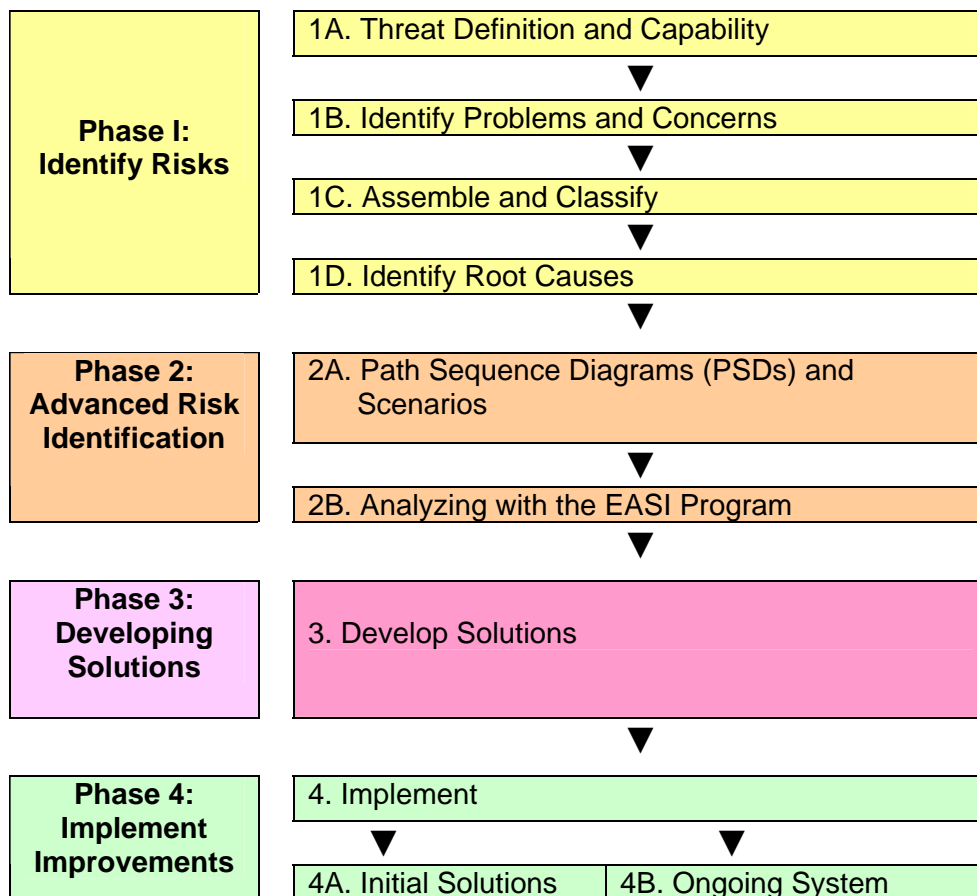 Phase I:
Identify Risks
1A. Threat Definition and Capability
1B. Identify Problems and Concerns
1C. Assemble and Classify
1D. Identify Root Causes
Phase 2:
Advanced Risk
Identification
2A. Path Sequence Diagrams (PSDs) and
Scenarios
2B. Analyzing with the EASI Program
Phase 3:
Developing
Solutions
3. Develop Solutions
Phase 4:
Implement
Improvements
4. Implement
4A. Initial Solutions
4B. Ongoing System